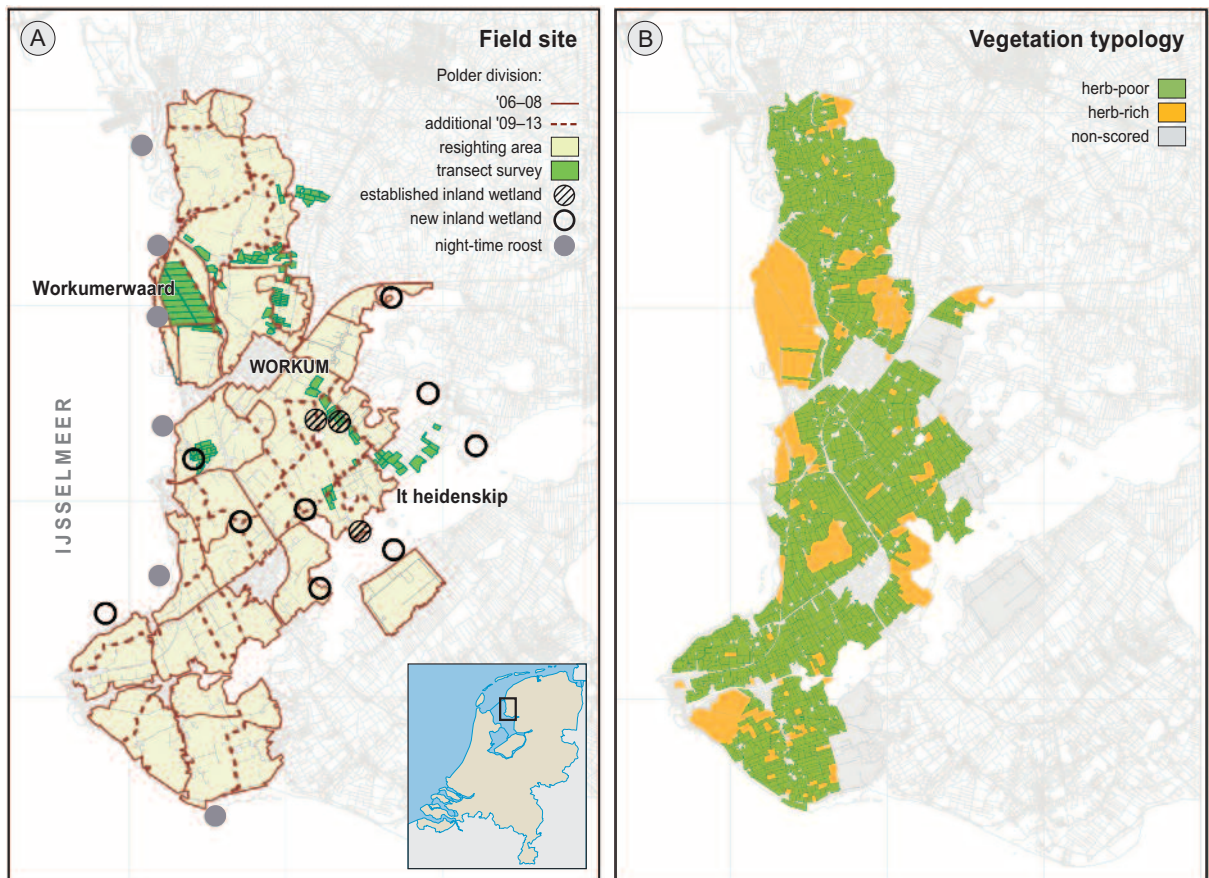 A
Field site
Polder division:
'06–08
additional '09–13
resighting area
transect survey
established inland wetland
new inland wetland
night-time roost
Workumerwaard
WORKUM
IJSSELMEER
It heidenskip
B
Vegetation typology
herb-poor
herb-rich
non-scored